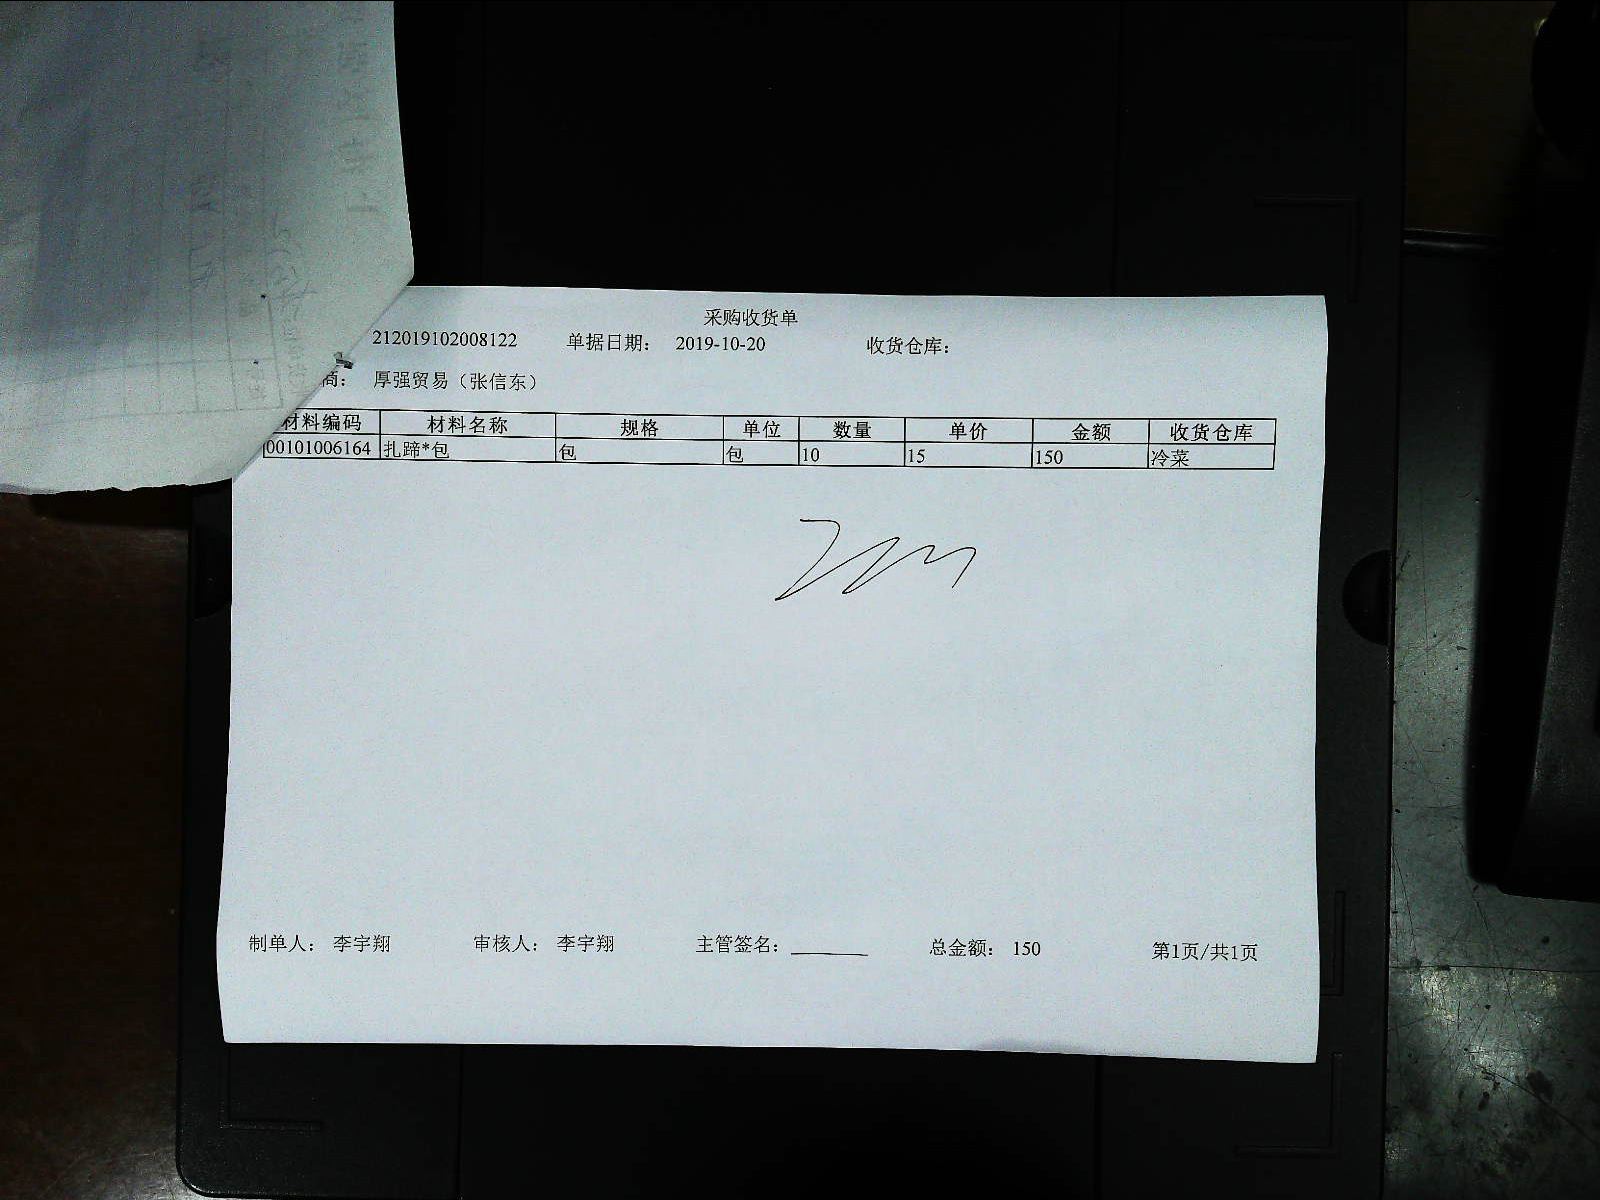 采购收货单
212019102008122 单据日期： 2019-10-20 收货仓库：
商： 厚强贸易（张信东）
材料编码 材料名称 规格 单位 数量 单价 金额 收货仓库
00101006164 扎蹄*包 包 包 10 15 150 冷菜
制单人： 李宇翔 审核人： 李宇翔 主管签名： 总金额： 150 第1页/共1页